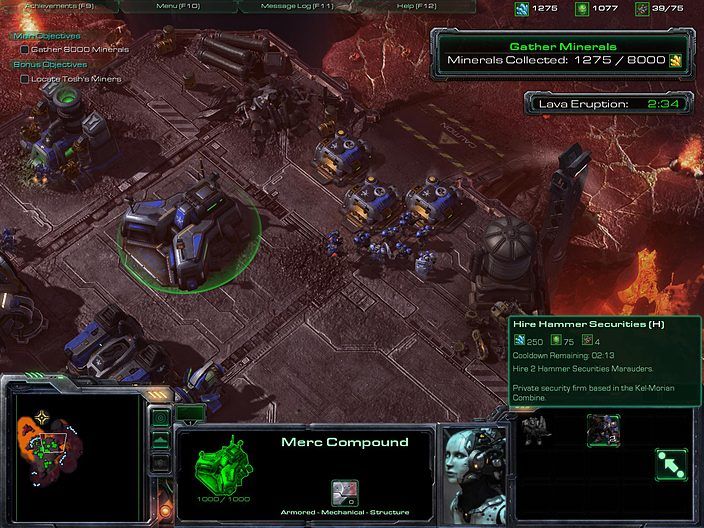 Achievements (F9) Menu (F10) Message Log (F11) Help (F12) 1275 1077 39/75
Main Objectives
Gather 8000 Minerals
Bonus Objectives
Locate Tosh's Miners
Gather Minerals
Minerals Collected: 1275 / 8000
Lava Eruption: 2:34
CAUTION
Hire Hammer Securities (H)
250 75 4
Cooldown Remaining: 02:13
Hire 2 Hammer Securities Marauders.
Private security firm based in the Kel-Morian
Combine.
Merc Compound
1000 / 1000
0
Armored - Mechanical - Structure